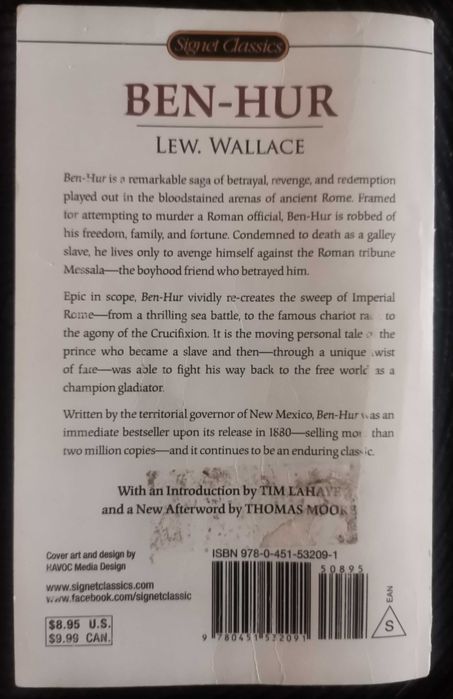 Signet Classics
BEN-HUR
LEW. WALLACE
Ben-Hur is a remarkable saga of betrayal, revenge, and redemption
played out in the bloodstained arenas of ancient Rome. Framed
for attempting to murder a Roman official, Ben-Hur is robbed of
his freedom, family, and fortune. Condemned to death as a galley
slave, he lives only to avenge himself against the Roman tribune
Messala—the boyhood friend who betrayed him.
Epic in scope, Ben-Hur vividly re-creates the sweep of Imperial
Rome—from a thrilling sea battle, to the famous chariot to
the agony of the Crucifixion. It is the moving personal tale the
prince who became a slave and then—through a unique twist
of fate—was able to fight his way back to the free world as a
champion gladiator.
Written by the territorial governor of New Mexico, Ben-Hur was an
immediate bestseller upon its release in 1880—selling more than
two million copies—and it continues to be an enduring classic.
With an Introduction by TIM LAHAYE
and a New Afterword by THOMAS
Cover art and design by
HAVOC Media Design
www.signetclassics.com
www.facebook.com/signetclassic
$8.95 U.S.
$9.99 CAN.
ISBN 978-0-451-53209-1
50895
9 780451 532091
EAN
S